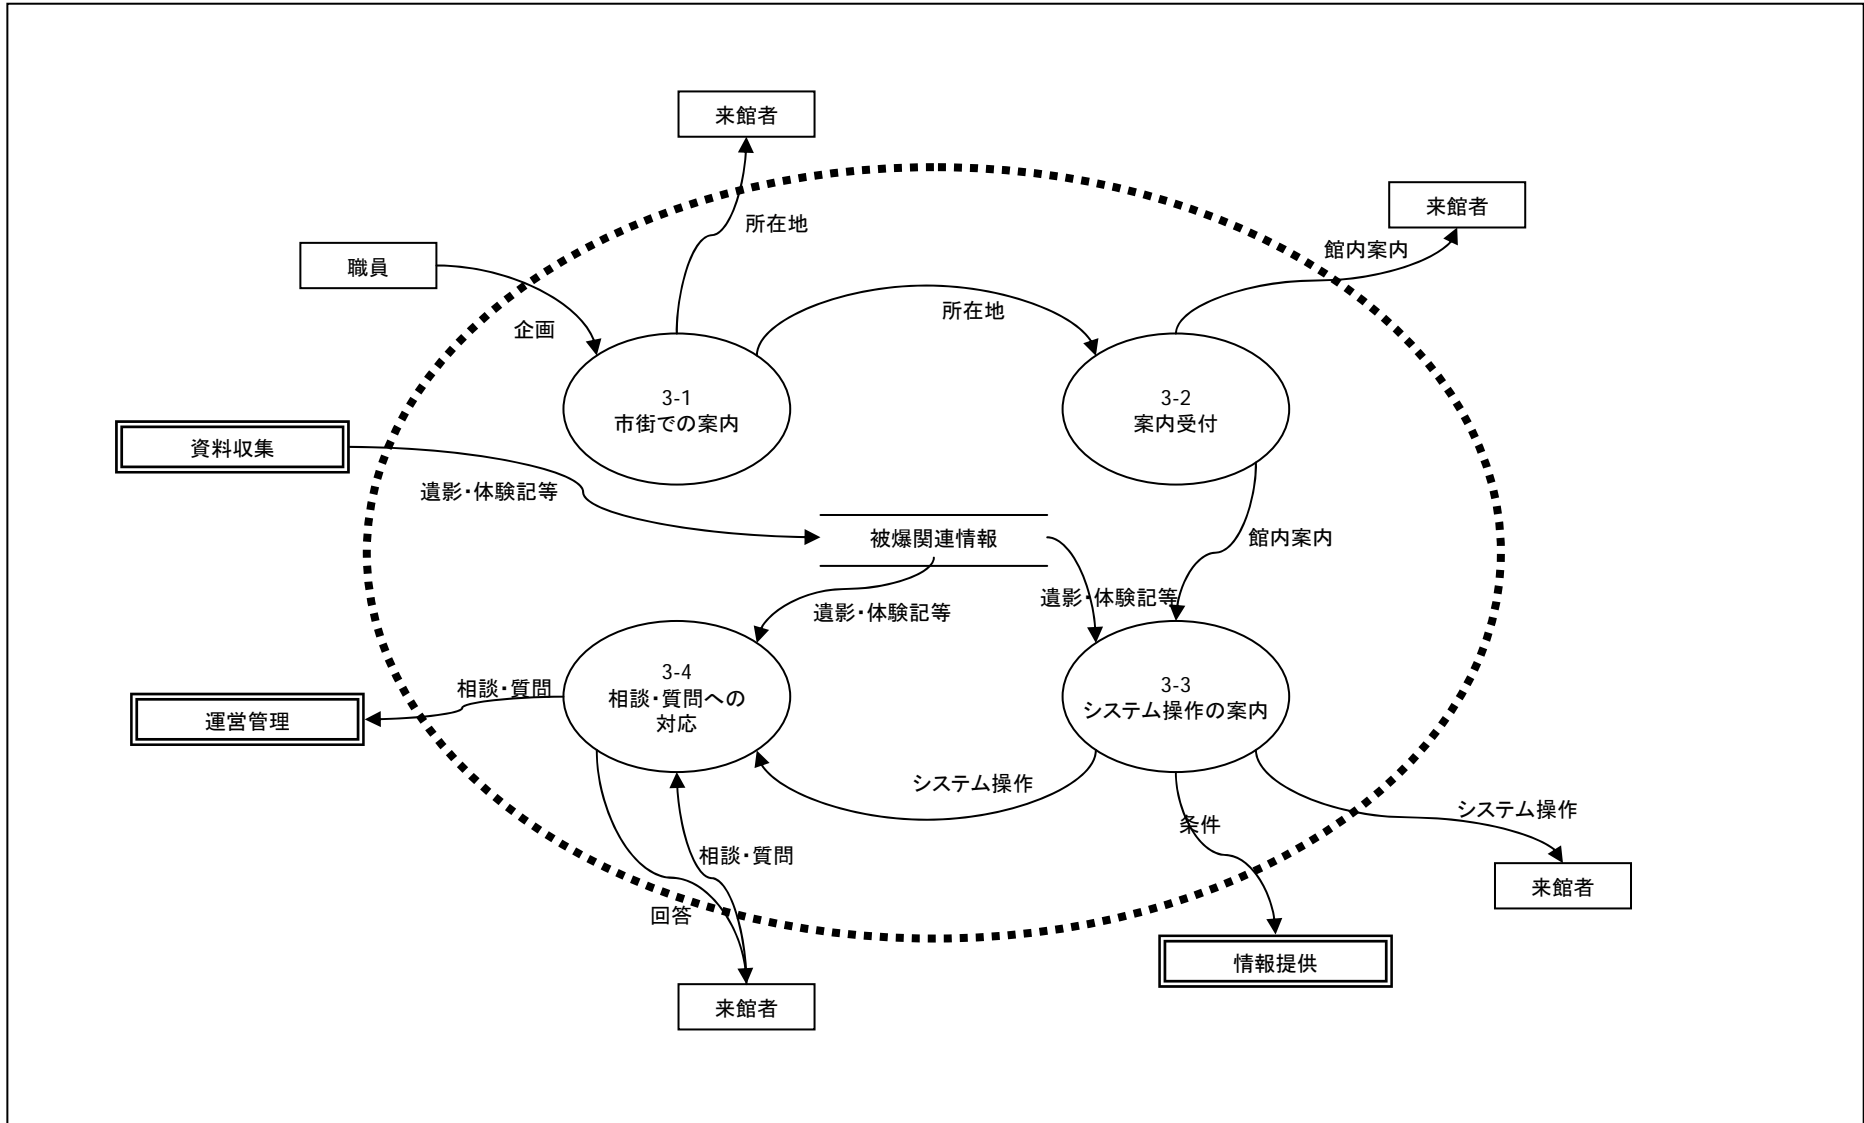 来館者
来館者
所在地
館内案内
職員
企画
所在地
3-1
市街での案内
3-2
案内受付
資料収集
遺影・体験記等
被爆関連情報
館内案内
遺影・体験記等
遺影・体験記等
3-4
相談・質問への
対応
3-3
システム操作の案内
相談・質問
運営管理
システム操作
条件
システム操作
相談・質問
来館者
回答
情報提供
来館者